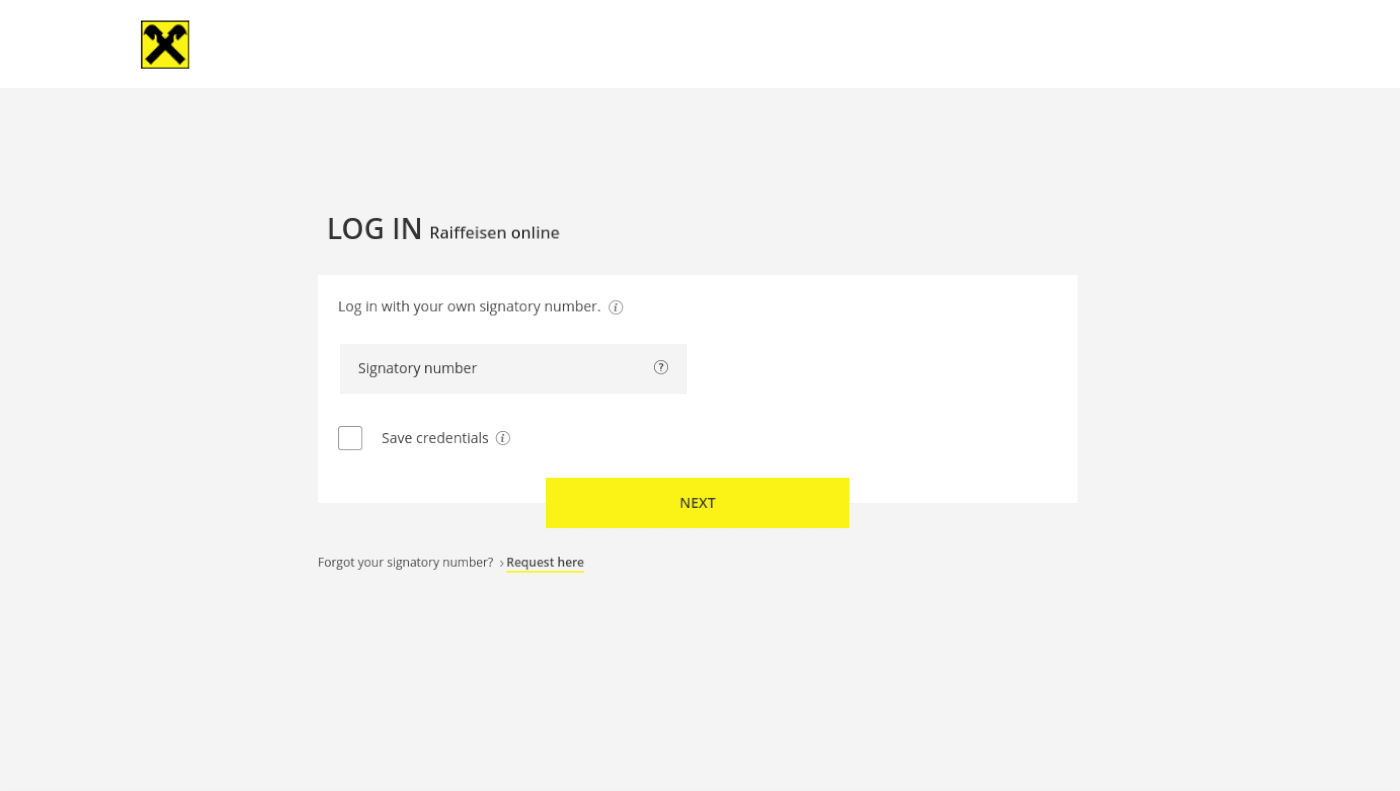 LOG IN Raiffeisen online
Log in with your own signatory number. i
Signatory number ?
Save credentials i
NEXT
Forgot your signatory number? › Request here